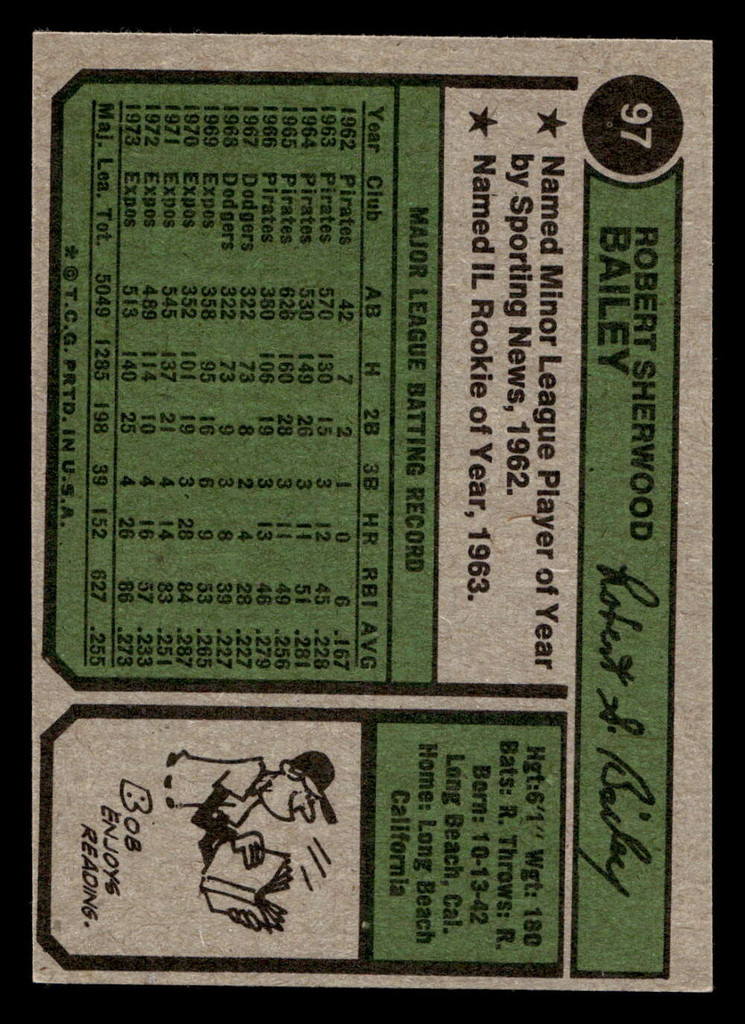 97
ROBERT SHERWOOD
BAILEY
Robert S. Bailey
★ Named Minor League Player of Year
by Sporting News, 1962.
★ Named IL Rookie of Year, 1963.
MAJOR LEAGUE BATTING RECORD
Year Club AB H 2B 3B HR RBI AVG
1962 Pirates 42 7 2 1 0 6 .167
1963 Pirates 570 130 15 3 12 45 .228
1964 Pirates 530 149 26 3 11 51 .281
1965 Pirates 626 160 28 3 11 49 .256
1966 Pirates 380 106 19 3 13 46 .279
1967 Dodgers 322 73 8 2 4 28 .227
1968 Dodgers 322 73 9 3 8 39 .227
1969 Expos 358 95 16 6 9 53 .265
1970 Expos 352 101 19 3 28 84 .287
1971 Expos 545 137 21 4 14 83 .251
1972 Expos 489 114 10 4 16 57 .233
1973 Expos 513 140 25 4 26 86 .273
Maj. Lea. Tot. 5049 1285 198 39 152 627 .255
* © T.C.G. PRTD. IN U.S.A.
Hgt: 6'1" Wgt: 180
Bats: R. Throws: R.
Born: 10-13-42
Long Beach, Cal.
Home: Long Beach
California
BOB
ENJOYS
READING.